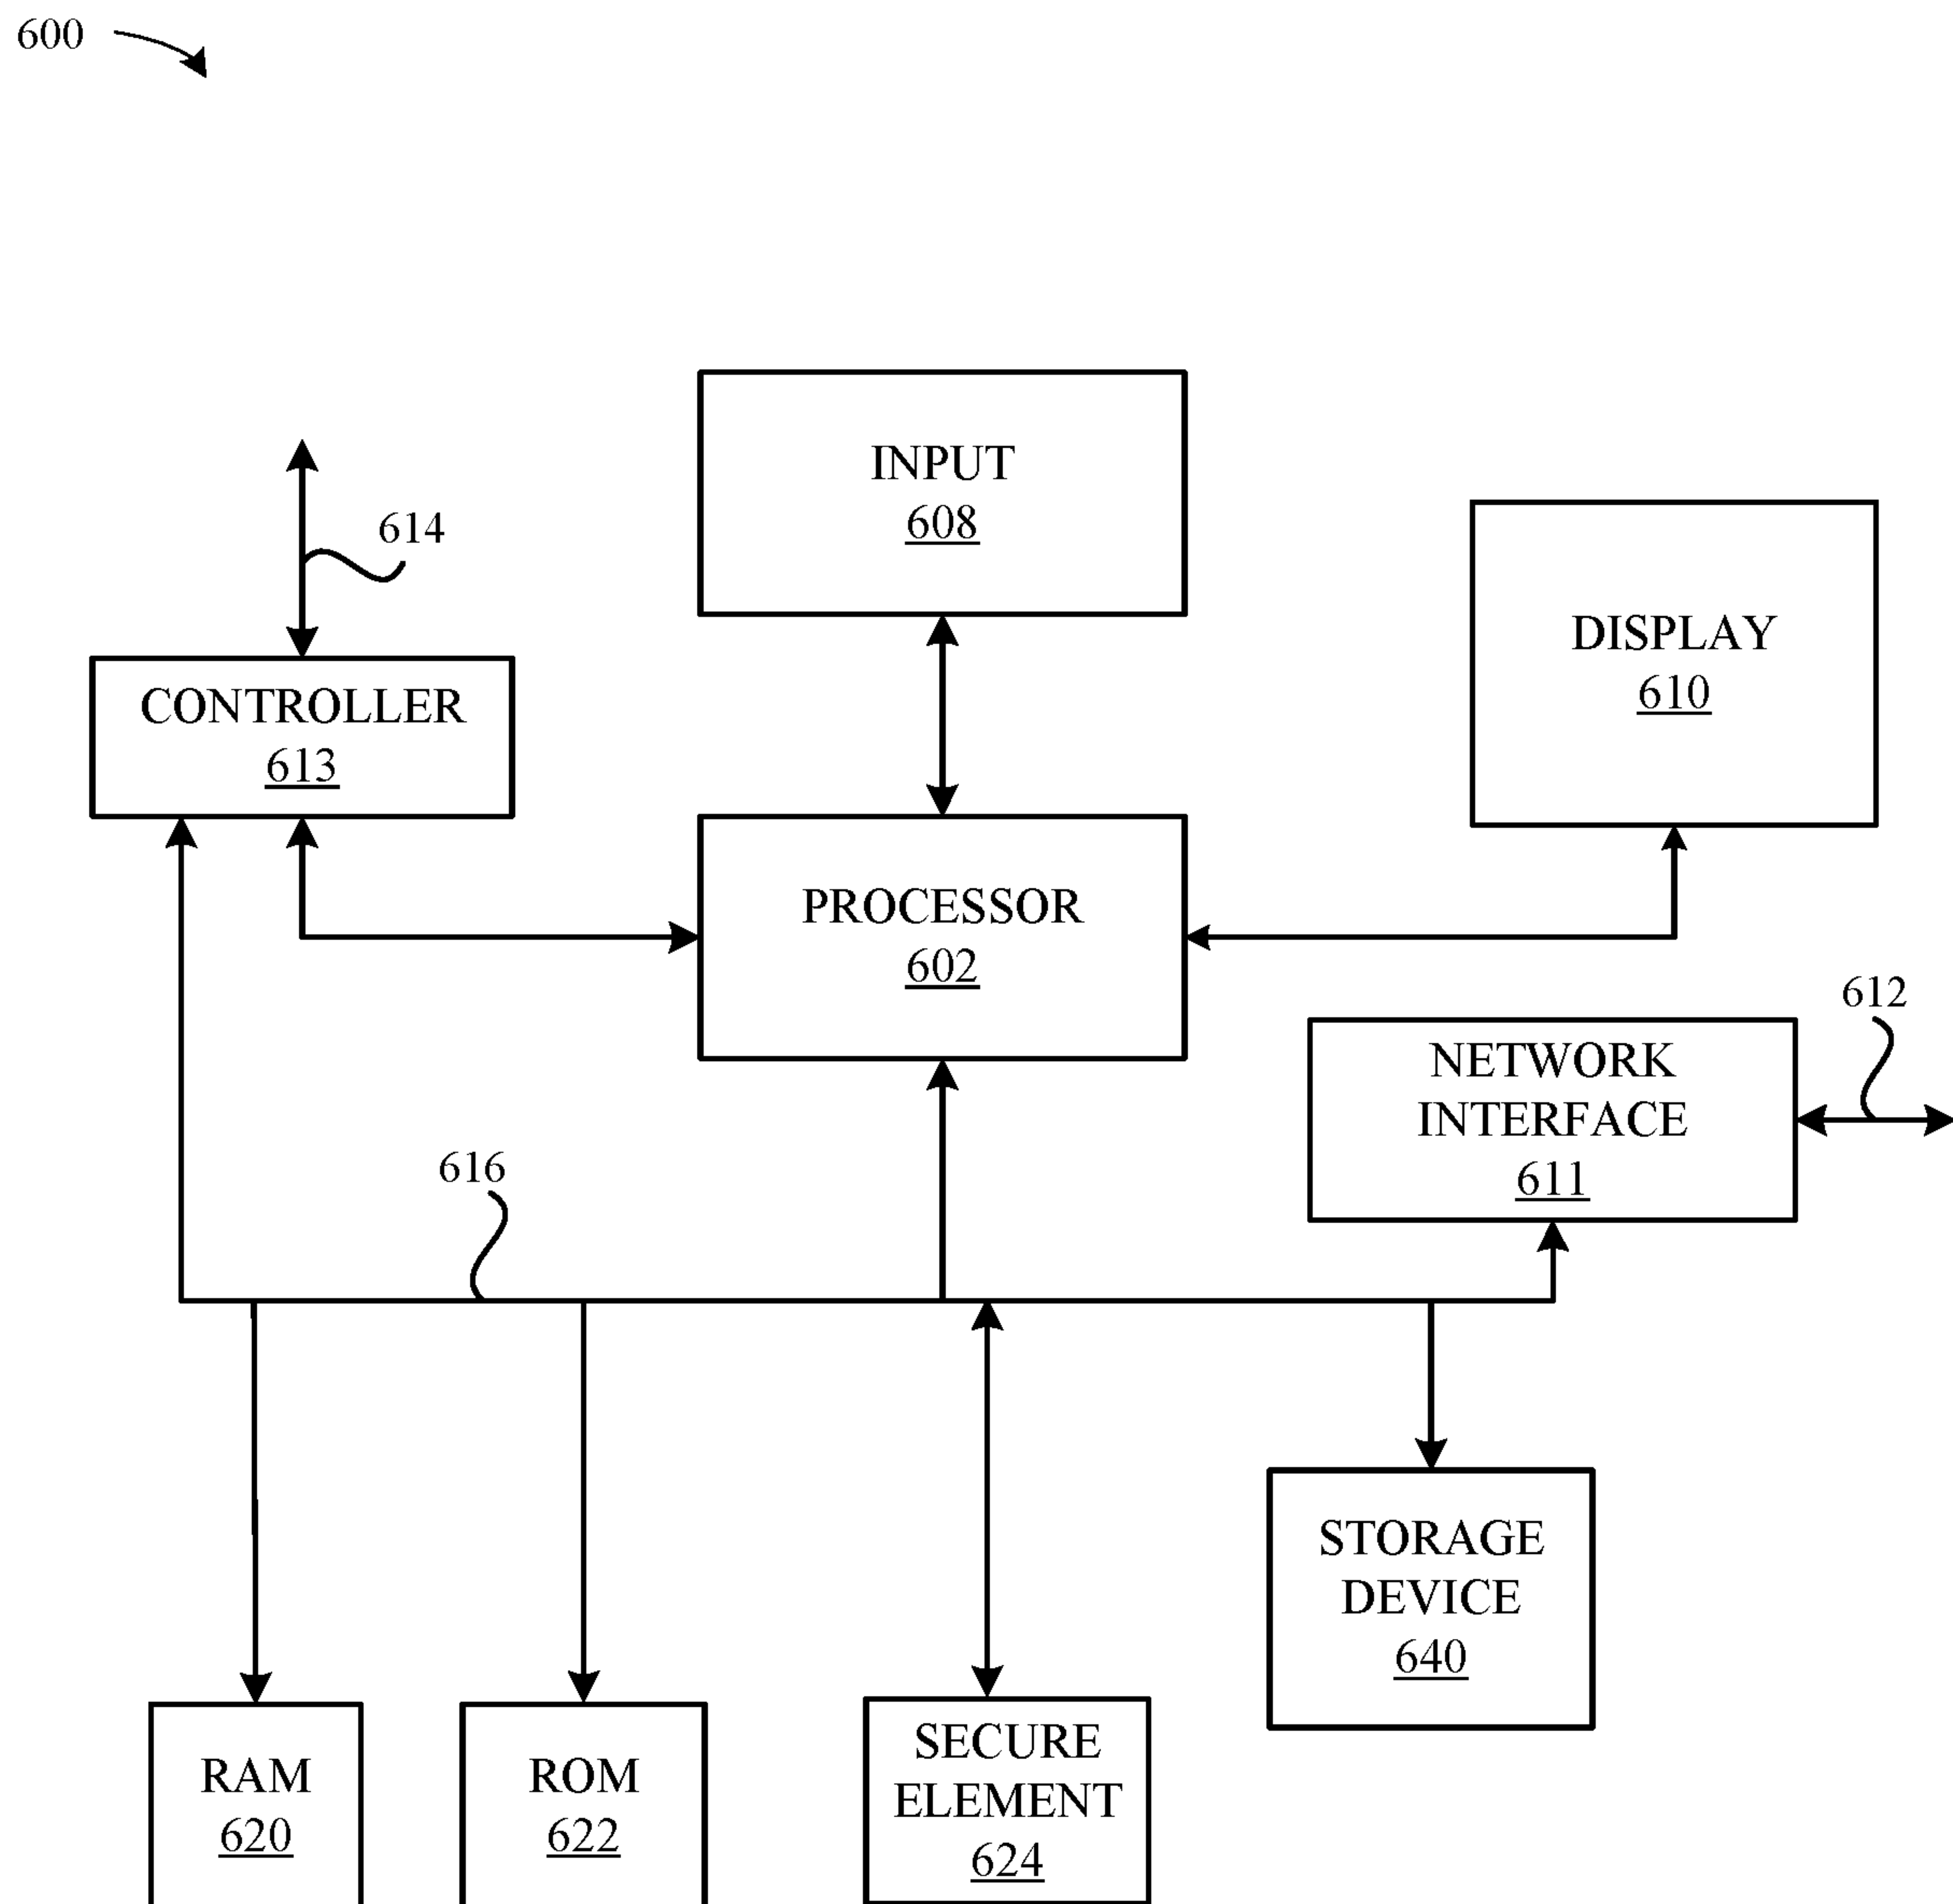 600
INPUT
608
614
DISPLAY
610
CONTROLLER
613
PROCESSOR
602
612
NETWORK
INTERFACE
611
616
STORAGE
DEVICE
640
RAM
620
ROM
622
SECURE
ELEMENT
624